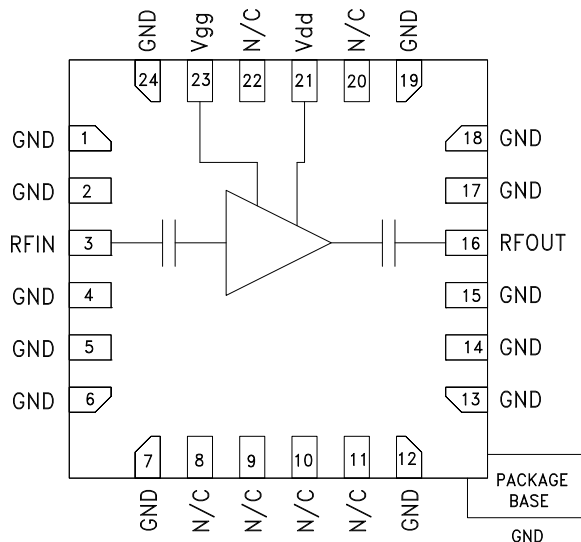 GND
Vgg
N/C
Vdd
N/C
GND
24
23
22
21
20
19
GND 1
18 GND
GND 2
17 GND
RFIN 3
16 RFOUT
GND 4
15 GND
GND 5
14 GND
GND 6
13 GND
7
8
9
10
11
12
GND
N/C
N/C
N/C
N/C
GND
PACKAGE
BASE
GND